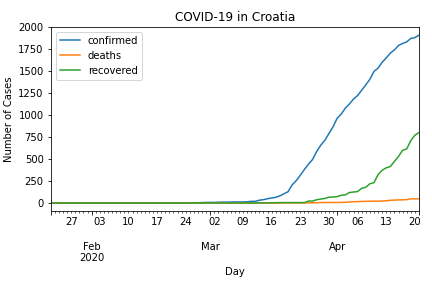 COVID-19 in Croatia
Number of Cases
2000
1750
1500
1250
1000
750
500
250
0
confirmed
deaths
recovered
27 03 10 17 24 02 09 16 23 30 06 13 20
Feb Mar Apr
2020
Day